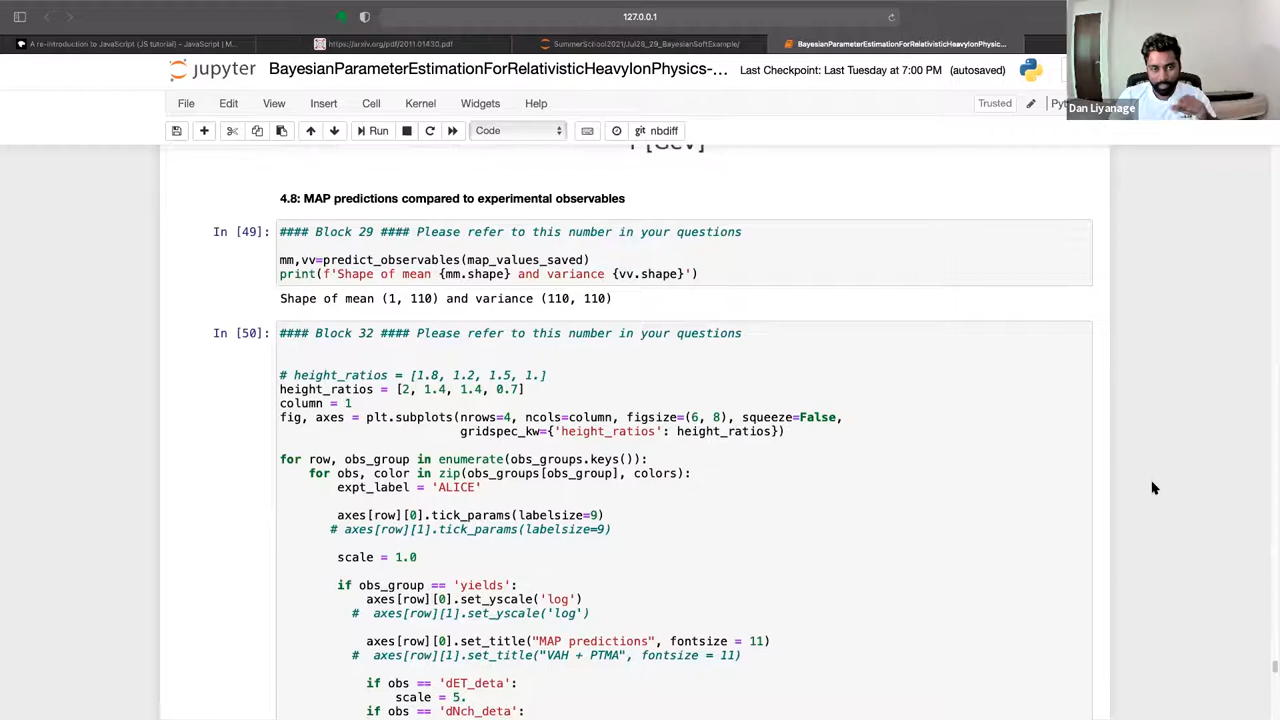 127.0.0.1
A re-introduction to JavaScript (JS tutorial) - JavaScript | M...
https://arxiv.org/pdf/2011.01430.pdf
SummerSchool2021/Jul28_29_BayesianSoftExample/
BayesianParameterEstimationForRelativisticHeavyIonPhysic...
jupyter
BayesianParameterEstimationForRelativisticHeavyIonPhysics-...
Last Checkpoint: Last Tuesday at 7:00 PM
(autosaved)
Dan Liyanage
File
Edit
View
Insert
Cell
Kernel
Widgets
Help
Trusted
Run
Code
git
nbdiff
T [GeV]
4.8: MAP predictions compared to experimental observables
In [49]:
#### Block 29 #### Please refer to this number in your questions
mm,vv=predict_observables(map_values_saved)
print(f'Shape of mean {mm.shape} and variance {vv.shape}')
Shape of mean (1, 110) and variance (110, 110)
In [50]:
#### Block 32 #### Please refer to this number in your questions
# height_ratios = [1.8, 1.2, 1.5, 1.]
height_ratios = [2, 1.4, 1.4, 0.7]
column = 1
fig, axes = plt.subplots(nrows=4, ncols=column, figsize=(6, 8), squeeze=False,
gridspec_kw={'height_ratios': height_ratios})
for row, obs_group in enumerate(obs_groups.keys()):
for obs, color in zip(obs_groups[obs_group], colors):
expt_label = 'ALICE'
axes[row][0].tick_params(labelsize=9)
# axes[row][1].tick_params(labelsize=9)
scale = 1.0
if obs_group == 'yields':
axes[row][0].set_yscale('log')
#  axes[row][1].set_yscale('log')
axes[row][0].set_title("MAP predictions", fontsize = 11)
#  axes[row][1].set_title("VAH + PTMA", fontsize = 11)
if obs == 'dET_deta':
scale = 5.
if obs == 'dNch_deta':